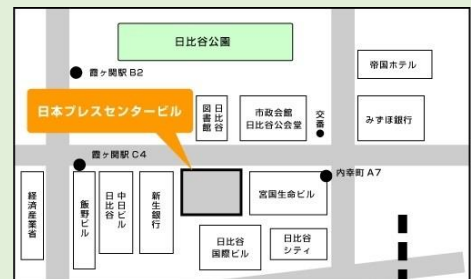 日比谷公園
霞ヶ関駅 B2
帝国ホテル
日本プレスセンタービル
日比谷
図書館
市政会館
日比谷公会堂
交番
みずほ銀行
霞ヶ関駅 C4
内幸町 A7
経済産業省
飯野ビル
中日ビル
日比谷
新生銀行
宮国生命ビル
日比谷
国際ビル
日比谷
シティ